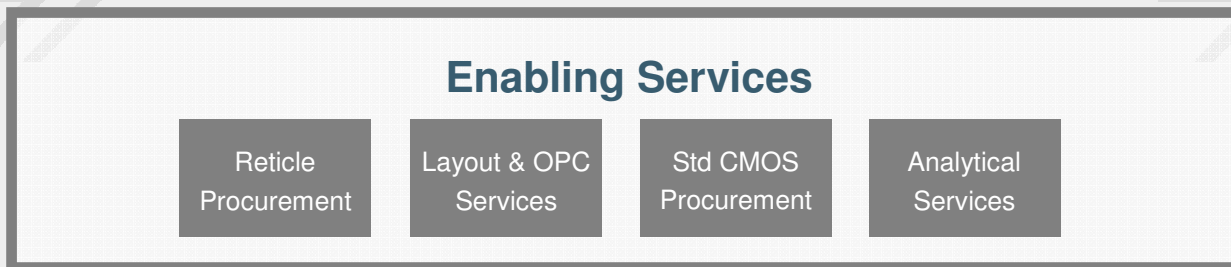 Enabling Services
Reticle
Procurement
Layout & OPC
Services
Std CMOS
Procurement
Analytical
Services